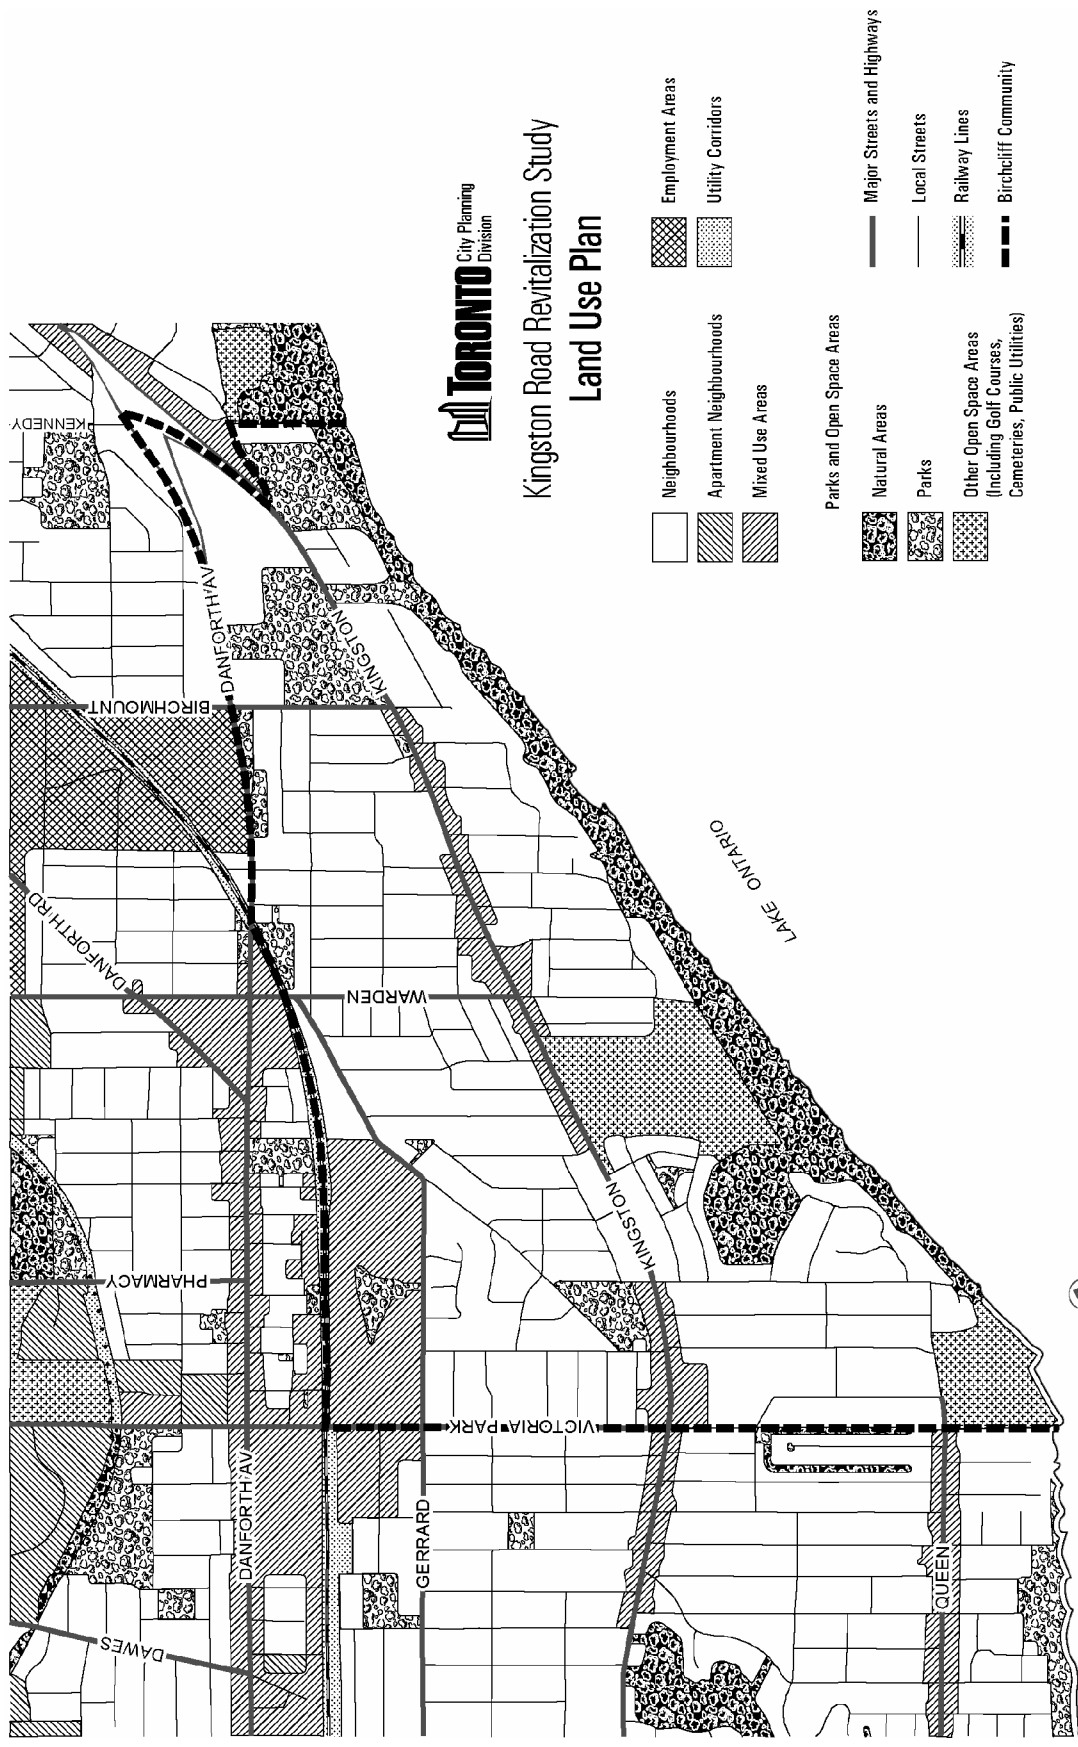 TORONTO City Planning
Division
Kingston Road Revitalization Study
Land Use Plan
Neighbourhoods
Apartment Neighbourhoods
Mixed Use Areas
Employment Areas
Utility Corridors
Parks and Open Space Areas
Natural Areas
Parks
Other Open Space Areas
(Including Golf Courses,
Cemeteries, Public Utilities)
Major Streets and Highways
Local Streets
Railway Lines
Birchcliff Community
KENNEDY
DANFORTH AV
KINGSTON
BIRCHMOUNT
DANFORTH RD
WARDEN
LAKE ONTARIO
PHARMACY
KINGSTON
VICTORIA PARK
DANFORTH AV
GERRARD
QUEEN
DAWES